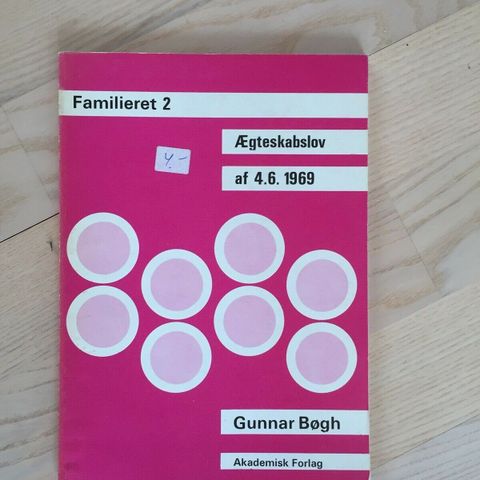 Familieret 2
Ægteskabslov
4.-
af 4.6. 1969
Gunnar Bøgh
Akademisk Forlag